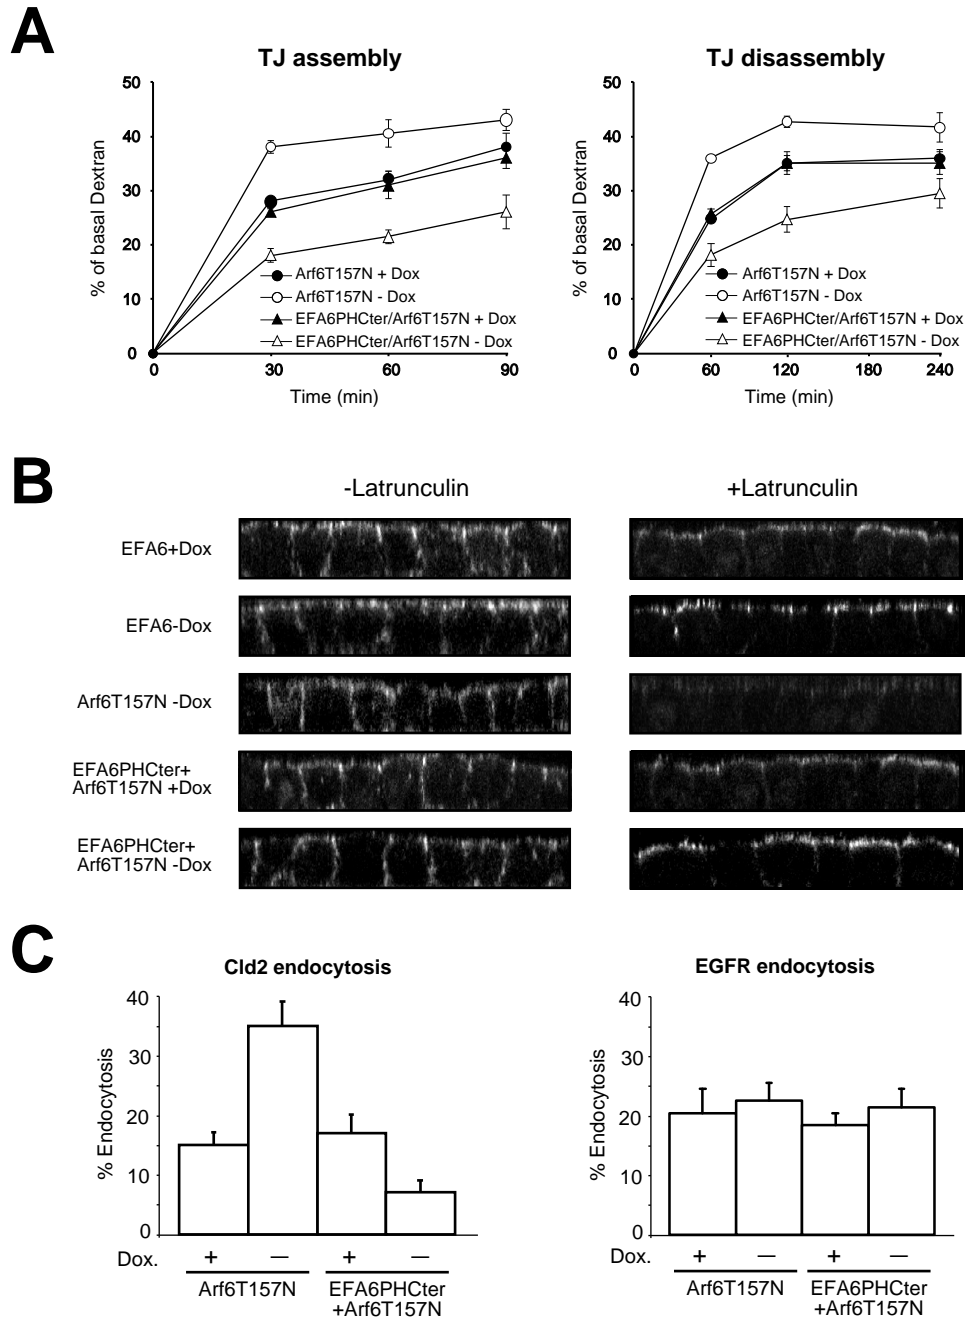 A
TJ assembly
TJ disassembly
% of basal Dextran
50
40
30
20
10
0
Arf6T157N + Dox
Arf6T157N - Dox
EFA6PHCter/Arf6T157N + Dox
EFA6PHCter/Arf6T157N - Dox
0 30 60 90
Time (min)
% of basal Dextran
50
40
30
20
10
0
Arf6T157N + Dox
Arf6T157N - Dox
EFA6PHCter/Arf6T157N + Dox
EFA6PHCter/Arf6T157N - Dox
0 60 120 180 240
Time (min)
B
-Latrunculin
+Latrunculin
EFA6+Dox
EFA6-Dox
Arf6T157N -Dox
EFA6PHCter+
Arf6T157N +Dox
EFA6PHCter+
Arf6T157N -Dox
C
Cld2 endocytosis
% Endocytosis
40
30
20
10
0
Dox. + — + —
Arf6T157N
EFA6PHCter
+Arf6T157N
EGFR endocytosis
% Endocytosis
40
30
20
10
0
+ — + —
Arf6T157N
EFA6PHCter
+Arf6T157N